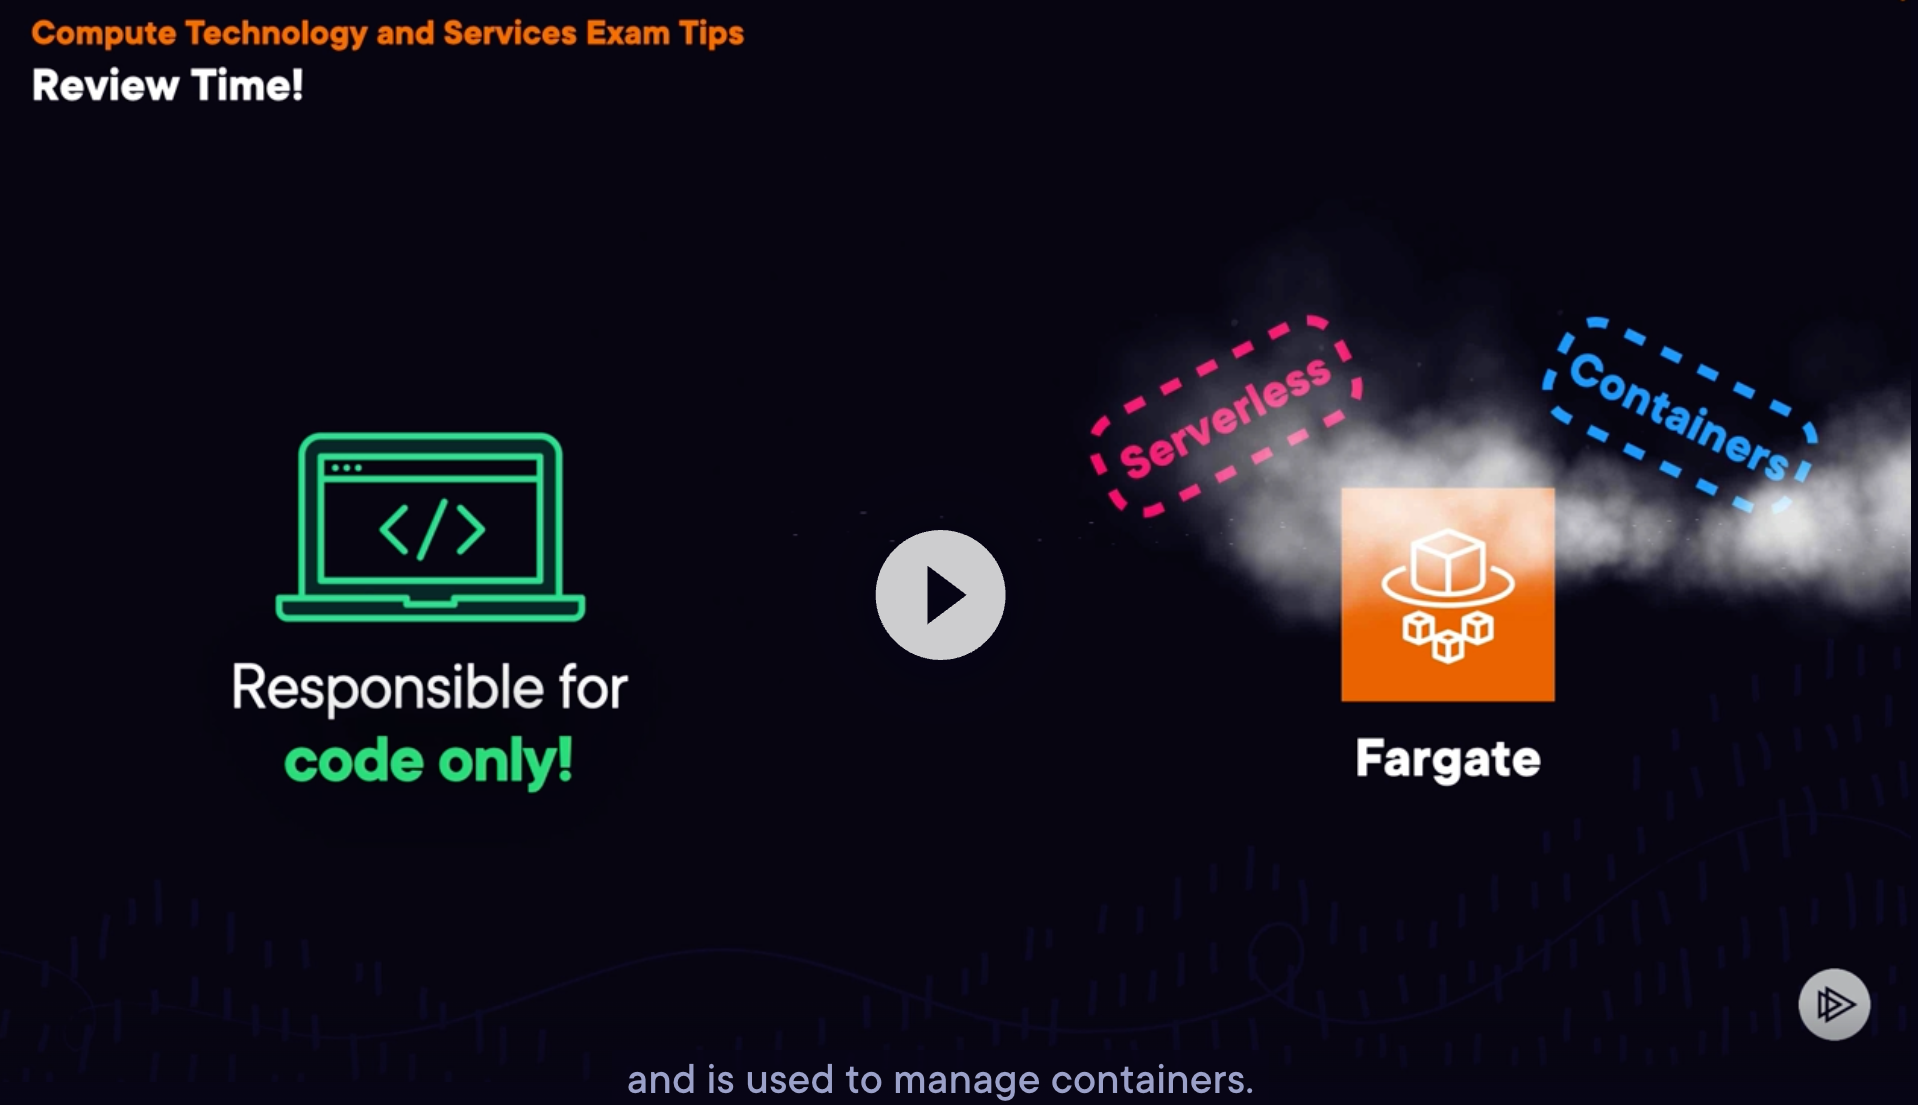 Compute Technology and Services Exam Tips
Review Time!
Serverless
Containers
</>
Responsible for
code only!
Fargate
and is used to manage containers.